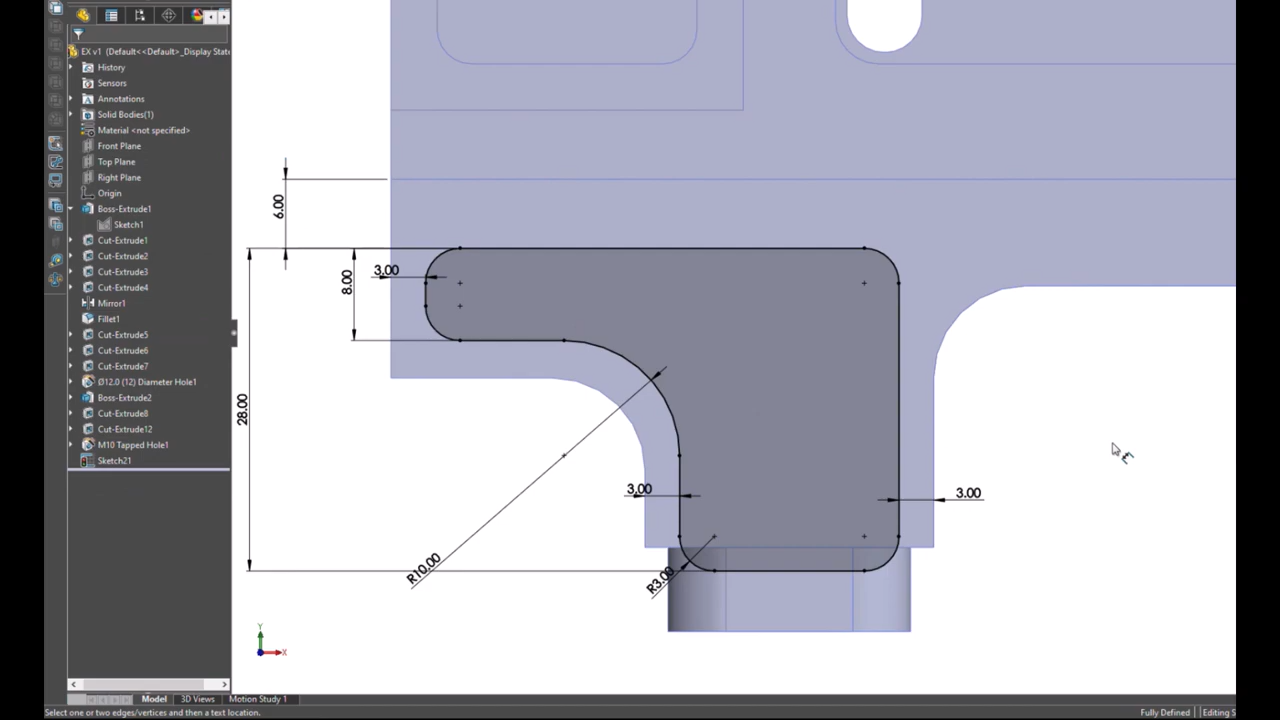 EX v1 (Default<<Default>_Display State
History
Sensors
Annotations
Solid Bodies(1)
Material <not specified>
Front Plane
Top Plane
Right Plane
Origin
Boss-Extrude1
Sketch1
Cut-Extrude1
Cut-Extrude2
Cut-Extrude3
Cut-Extrude4
Mirror1
Fillet1
Cut-Extrude5
Cut-Extrude6
Cut-Extrude7
Ø12.0 (12) Diameter Hole1
Boss-Extrude2
Cut-Extrude8
Cut-Extrude12
M10 Tapped Hole1
Sketch21
6.00
8.00
3.00
28.00
3.00
3.00
R10.00
R3.00
Y
X
Model 3D Views Motion Study 1
Select one or two edges/vertices and then a text location.
Fully Defined Editing S